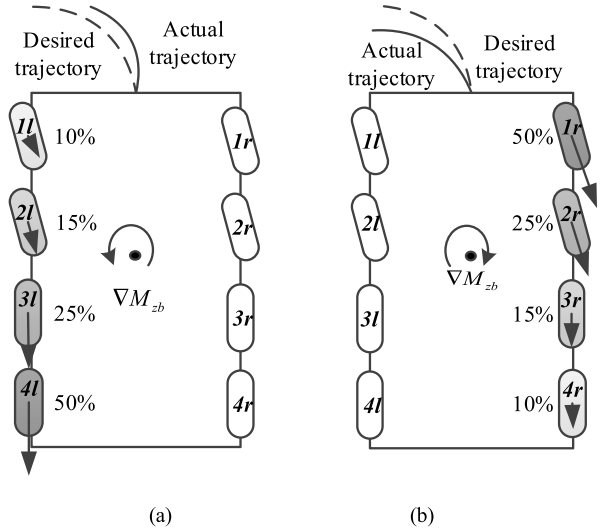 Desired
trajectory
Actual
trajectory
1l
10%
1r
2l
15%
2r
∇M_zb
3l
25%
3r
4l
50%
4r
(a)
Actual
trajectory
Desired
trajectory
1l
50%
1r
2l
25%
2r
∇M_zb
3l
15%
3r
4l
10%
4r
(b)